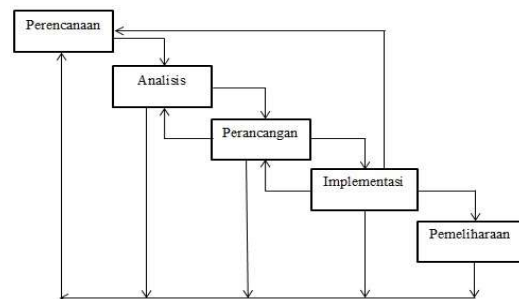 Perencanaan
Analisis
Perancangan
Implementasi
Pemeliharaan